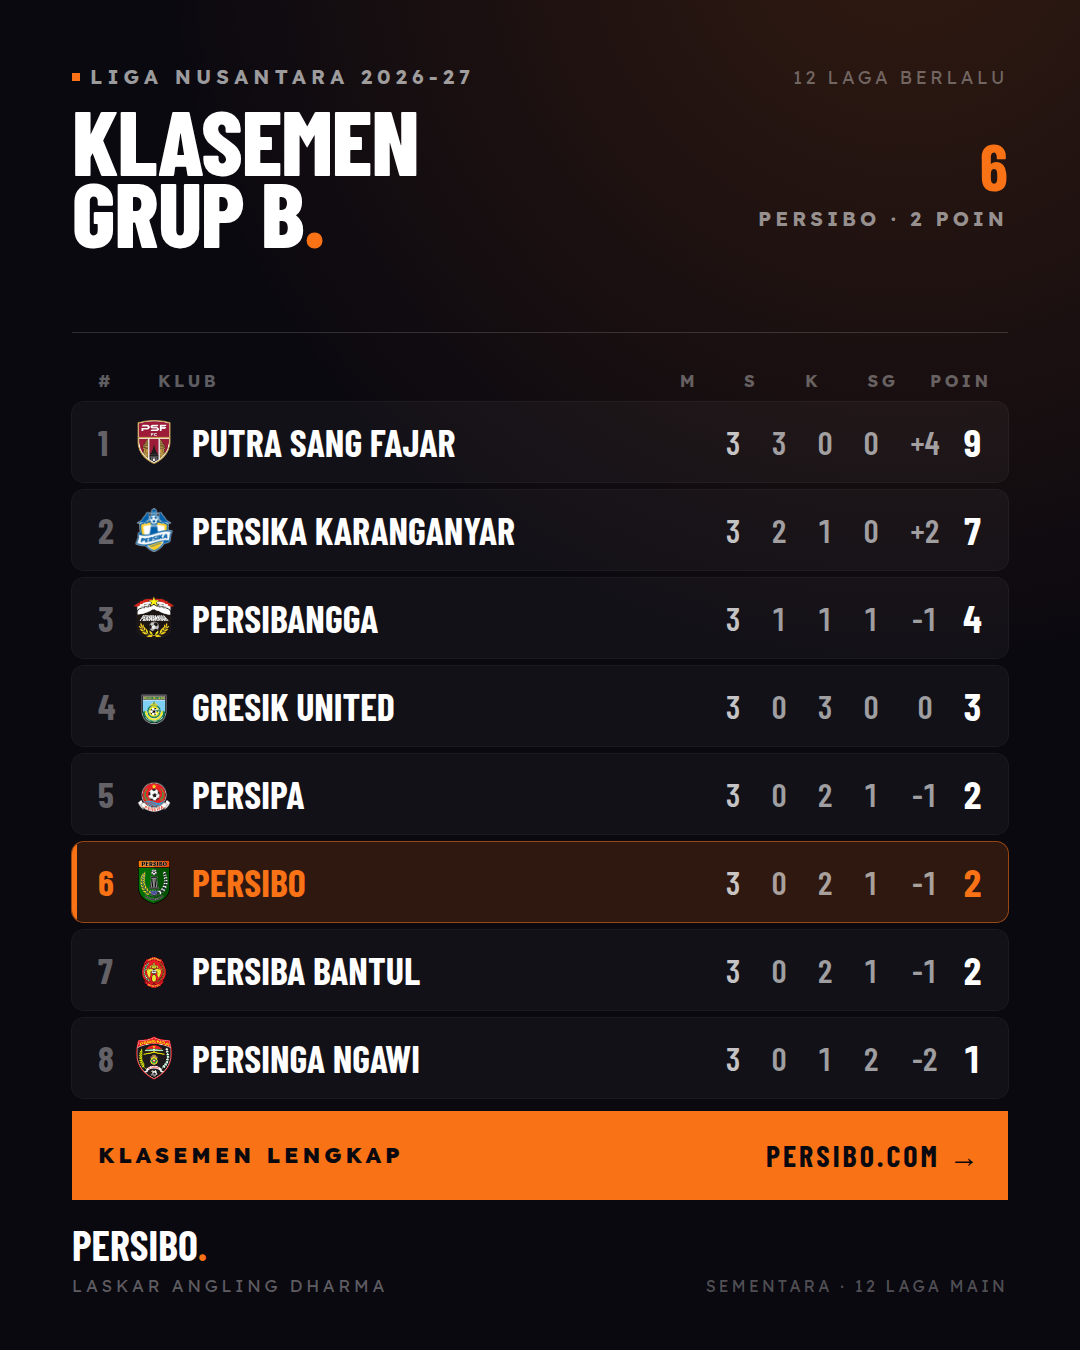 LIGA NUSANTARA 2026-27
12 LAGA BERLALU
KLASEMEN
GRUP B.
6
PERSIBO · 2 POIN
# KLUB M S K SG POIN
1 PSF FC PUTRA SANG FAJAR 3 3 0 0 +4 9
2 PERSIKA PERSIKA KARANGANYAR 3 2 1 0 +2 7
3 PERSIBANGGA 3 1 1 1 -1 4
4 GRESIK UNITED 3 0 3 0 0 3
5 PERSIPA 3 0 2 1 -1 2
6 PERSIBO PERSIBO 3 0 2 1 -1 2
7 PERSIBA BANTUL 3 0 2 1 -1 2
8 PERSINGA NGAWI 3 0 1 2 -2 1
KLASEMEN LENGKAP
PERSIBO.COM →
PERSIBO.
LASKAR ANGLING DHARMA
SEMENTARA · 12 LAGA MAIN